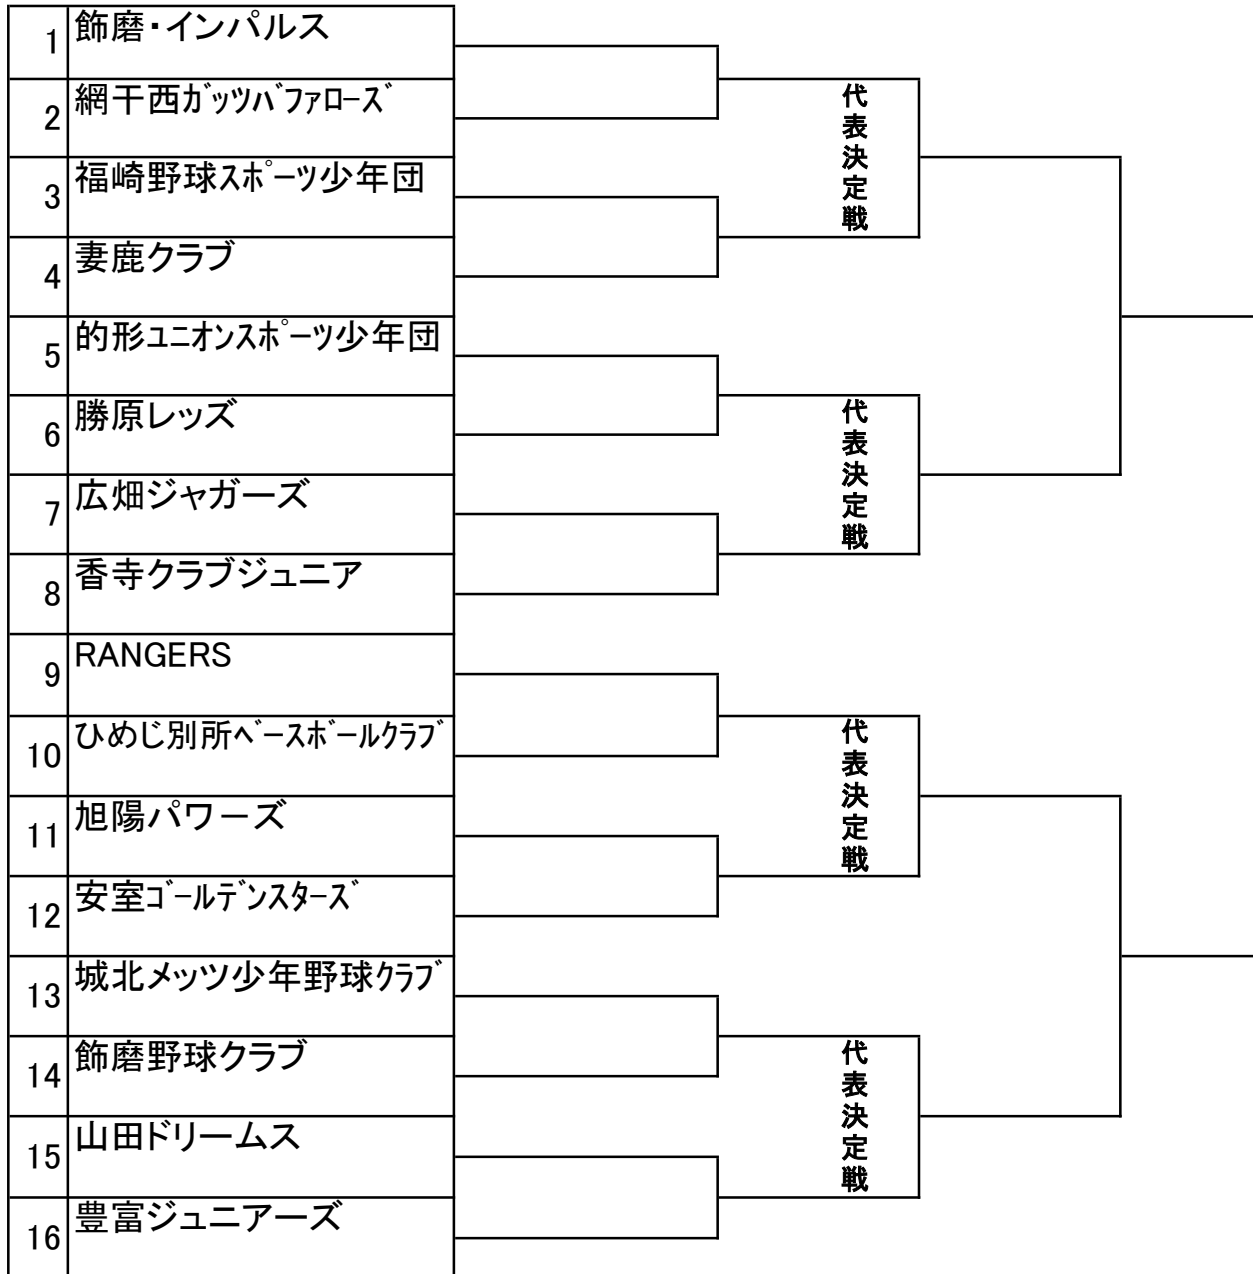 1 飾磨・インパルス
2 網干西ｶﾞｯﾂﾊﾞﾌｧﾛｰｽﾞ
3 福崎野球ｽﾎﾟｰﾂ少年団
4 妻鹿クラブ
5 的形ﾕﾆｵﾝｽﾎﾟｰﾂ少年団
6 勝原レッズ
7 広畑ジャガーズ
8 香寺クラブジュニア
9 RANGERS
10 ひめじ別所ﾍﾞｰｽﾎﾞｰﾙｸﾗﾌﾞ
11 旭陽パワーズ
12 安室ｺﾞｰﾙﾃﾞﾝｽﾀｰｽﾞ
13 城北メッツ少年野球ｸﾗﾌﾞ
14 飾磨野球クラブ
15 山田ドリームス
16 豊富ジュニアーズ
代表決定戦
代表決定戦
代表決定戦
代表決定戦